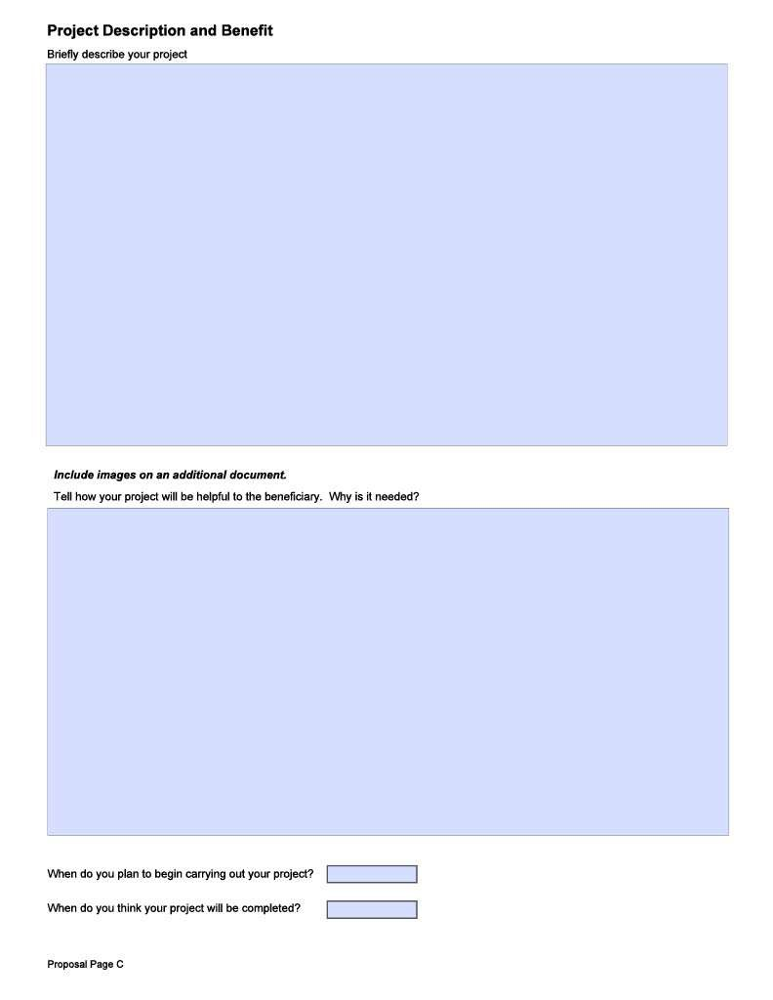 Project Description and Benefit
Briefly describe your project
Include images on an additional document.
Tell how your project will be helpful to the beneficiary.  Why is it needed?
When do you plan to begin carrying out your project?
When do you think your project will be completed?
Proposal Page C